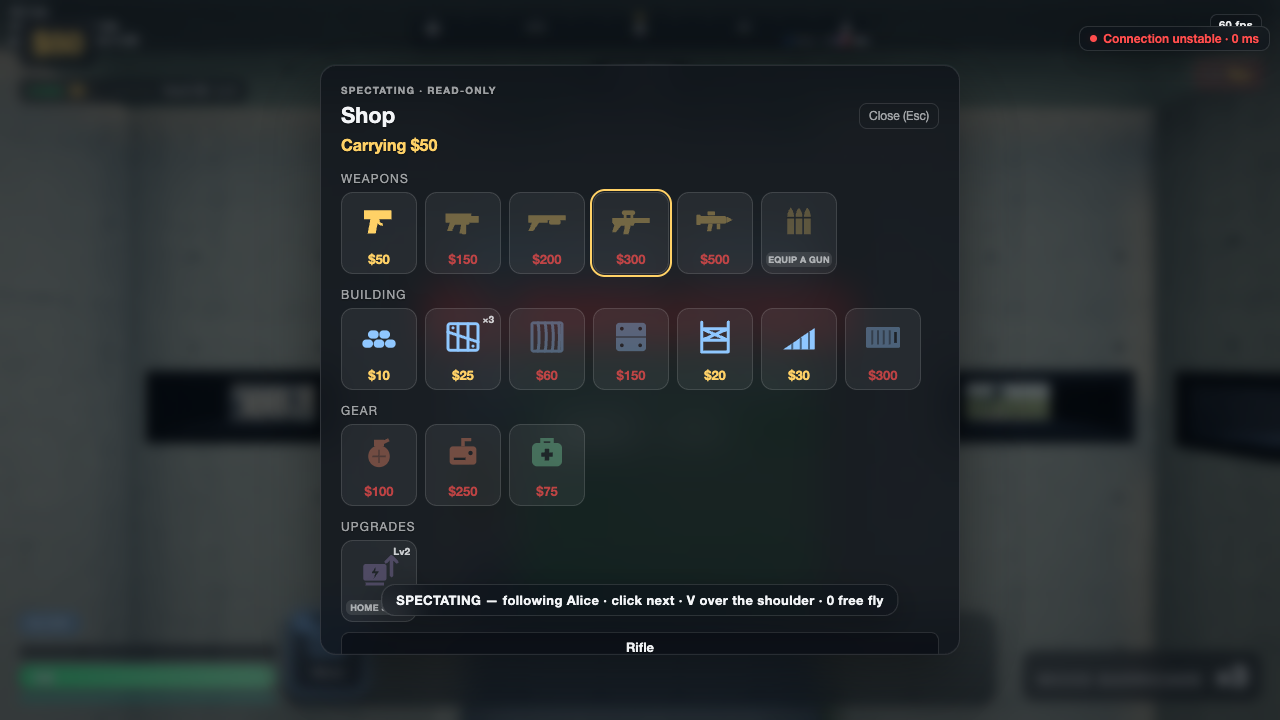 60 fps
Connection unstable · 0 ms
SPECTATING · READ-ONLY
Shop
Close (Esc)
Carrying $50
WEAPONS
$50 $150 $200 $300 $500 EQUIP A GUN
BUILDING
×3
$10 $25 $60 $150 $20 $30 $300
GEAR
$100 $250 $75
UPGRADES
Lv2
HOME
SPECTATING — following Alice · click next · V over the shoulder · 0 free fly
Rifle